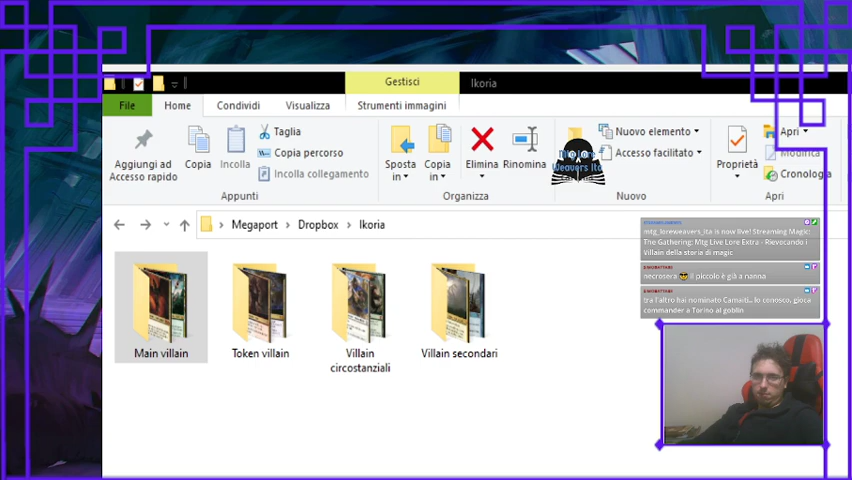 Gestisci
Ikoria
File
Home
Condividi
Visualizza
Strumenti immagini
Aggiungi ad
Accesso rapido
Copia
Incolla
Taglia
Copia percorso
Incolla collegamento
Appunti
Sposta
in
Copia
in
Elimina
Rinomina
Organizza
Nuovo elemento
Accesso facilitato
Weavers Ita
Nuovo
Proprietà
Apri
Modifica
Cronologia
Apri
Megaport
Dropbox
Ikoria
Main villain
Token villain
Villain
circostanziali
Villain secondari
mtg_loreweavers_ita is now live! Streaming Magic:
The Gathering: Mtg Live Lore Extra - Rievocando i
Villain della storia di magic
necrosera 😎 il piccolo è già a nanna
tra l'altro hai nominato Camaiti... lo conosco, gioca
commander a Torino al goblin